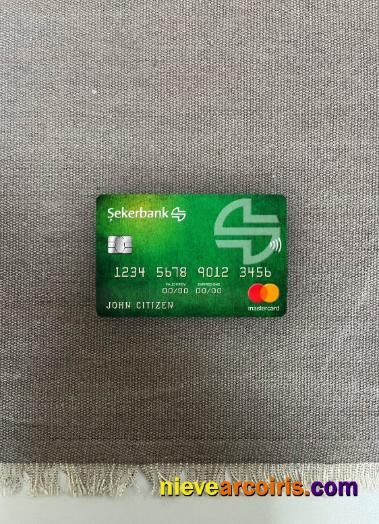 Şekerbank
1234 5678 9012 3456
00/00 00/00
JOHN CITIZEN
mastercard
nievearcoiris.com